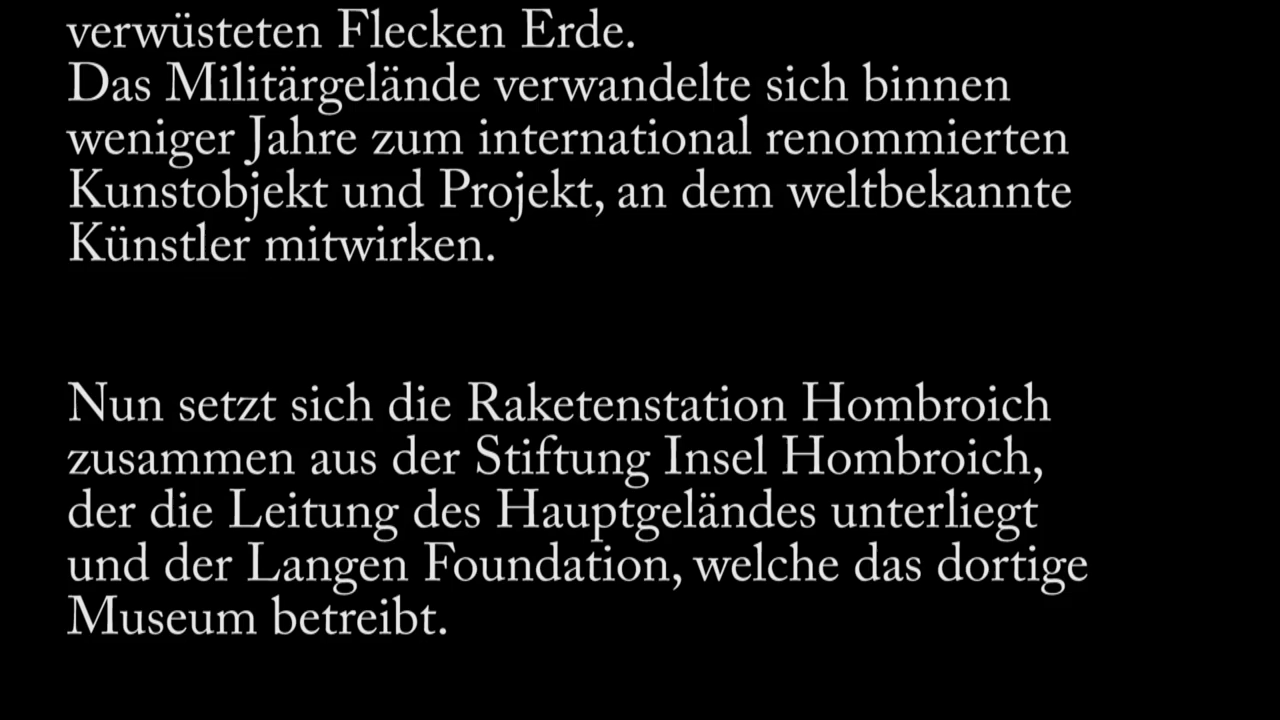 verwüsteten Flecken Erde.
Das Militärgelände verwandelte sich binnen
weniger Jahre zum international renommierten
Kunstobjekt und Projekt, an dem weltbekannte
Künstler mitwirken.
Nun setzt sich die Raketenstation Hombroich
zusammen aus der Stiftung Insel Hombroich,
der die Leitung des Hauptgeländes unterliegt
und der Langen Foundation, welche das dortige
Museum betreibt.